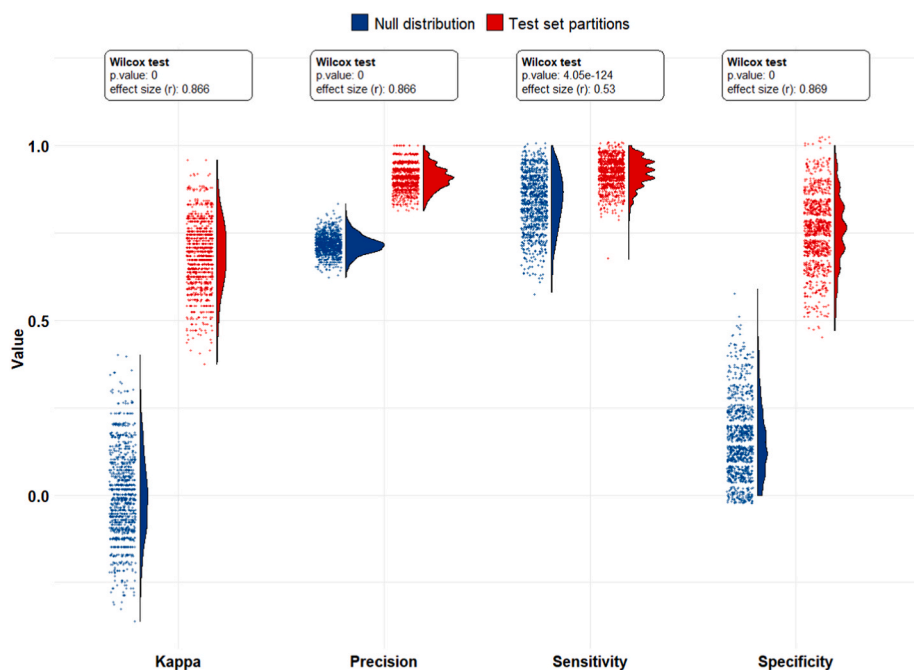 Null distribution Test set partitions
Wilcox test
p.value: 0
effect size (r): 0.866
Wilcox test
p.value: 0
effect size (r): 0.866
Wilcox test
p.value: 4.05e-124
effect size (r): 0.53
Wilcox test
p.value: 0
effect size (r): 0.869
Value
1.0
0.5
0.0
Kappa Precision Sensitivity Specificity